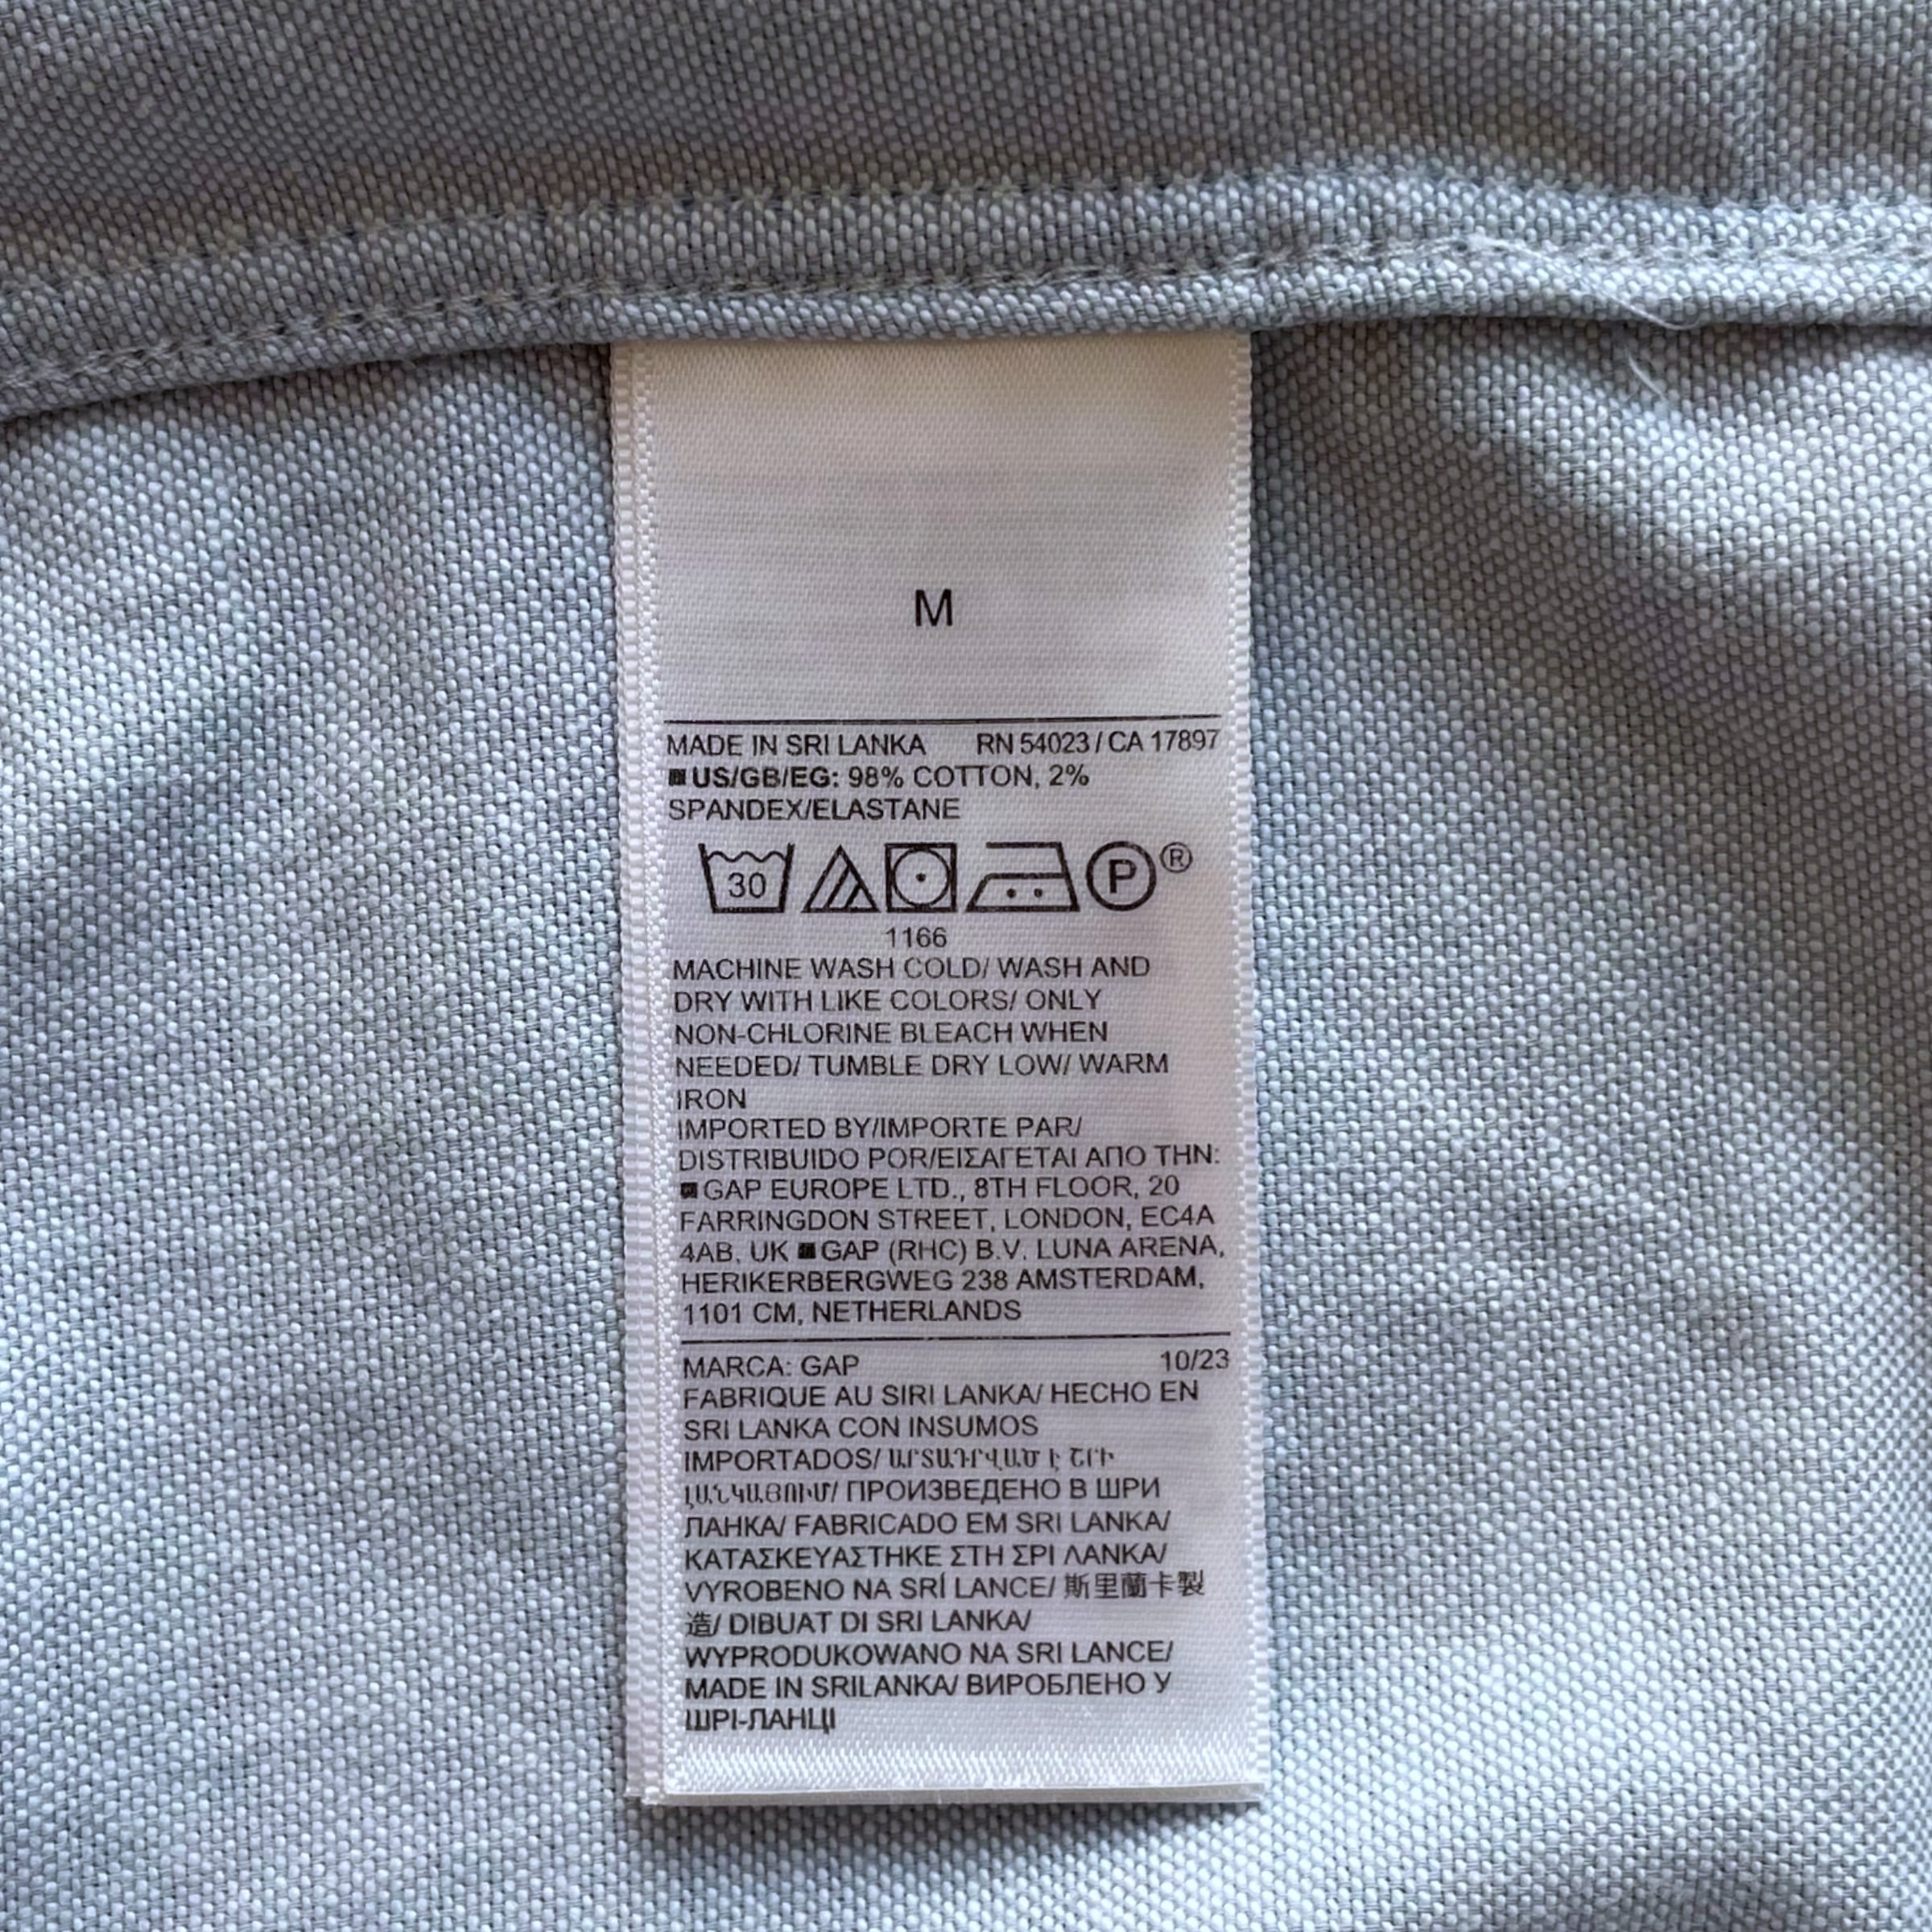 M
MADE IN SRI LANKA RN 54023 / CA 17897
US/GB/EG: 98% COTTON, 2%
SPANDEX/ELASTANE
30 P ®
1166
MACHINE WASH COLD/ WASH AND
DRY WITH LIKE COLORS/ ONLY
NON-CHLORINE BLEACH WHEN
NEEDED/ TUMBLE DRY LOW/ WARM
IRON
IMPORTED BY/IMPORTE PAR/
DISTRIBUIDO POR/ΕΙΣΑΓΕΤΑΙ ΑΠΟ ΤΗΝ:
GAP EUROPE LTD., 8TH FLOOR, 20
FARRINGDON STREET, LONDON, EC4A
4AB, UK GAP (RHC) B.V. LUNA ARENA,
HERIKERBERGWEG 238 AMSTERDAM,
1101 CM, NETHERLANDS
MARCA: GAP 10/23
FABRIQUE AU SIRI LANKA/ HECHO EN
SRI LANKA CON INSUMOS
IMPORTADOS/ ԱՐՏԱԴՐՎԱԾ Է ՇՐԻ
ԼԱՆԿԱՅՈՒՄ/ ПРОИЗВЕДЕНО В ШРИ
ЛАНКА/ FABRICADO EM SRI LANKA/
ΚΑΤΑΣΚΕΥΑΣΤΗΚΕ ΣΤΗ ΣΡΙ ΛΑΝΚΑ/
VYROBENO NA SRÍ LANCE/ 斯里蘭卡製
造/ DIBUAT DI SRI LANKA/
WYPRODUKOWANO NA SRI LANCE/
MADE IN SRILANKA/ ВИРОБЛЕНО У
ШРІ-ЛАНЦІ